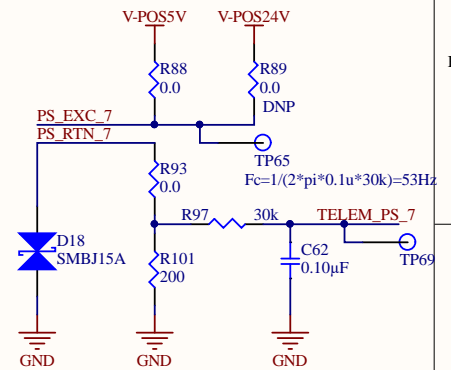 V-POS5V
V-POS24V
R88
0.0
R89
0.0
DNP
PS_EXC_7
PS_RTN_7
TP65
R93
0.0
Fc=1/(2*pi*0.1u*30k)=53Hz
R97
30k
TELEM_PS_7
D18
SMBJ15A
R101
200
C62
0.10µF
TP69
GND
GND
GND